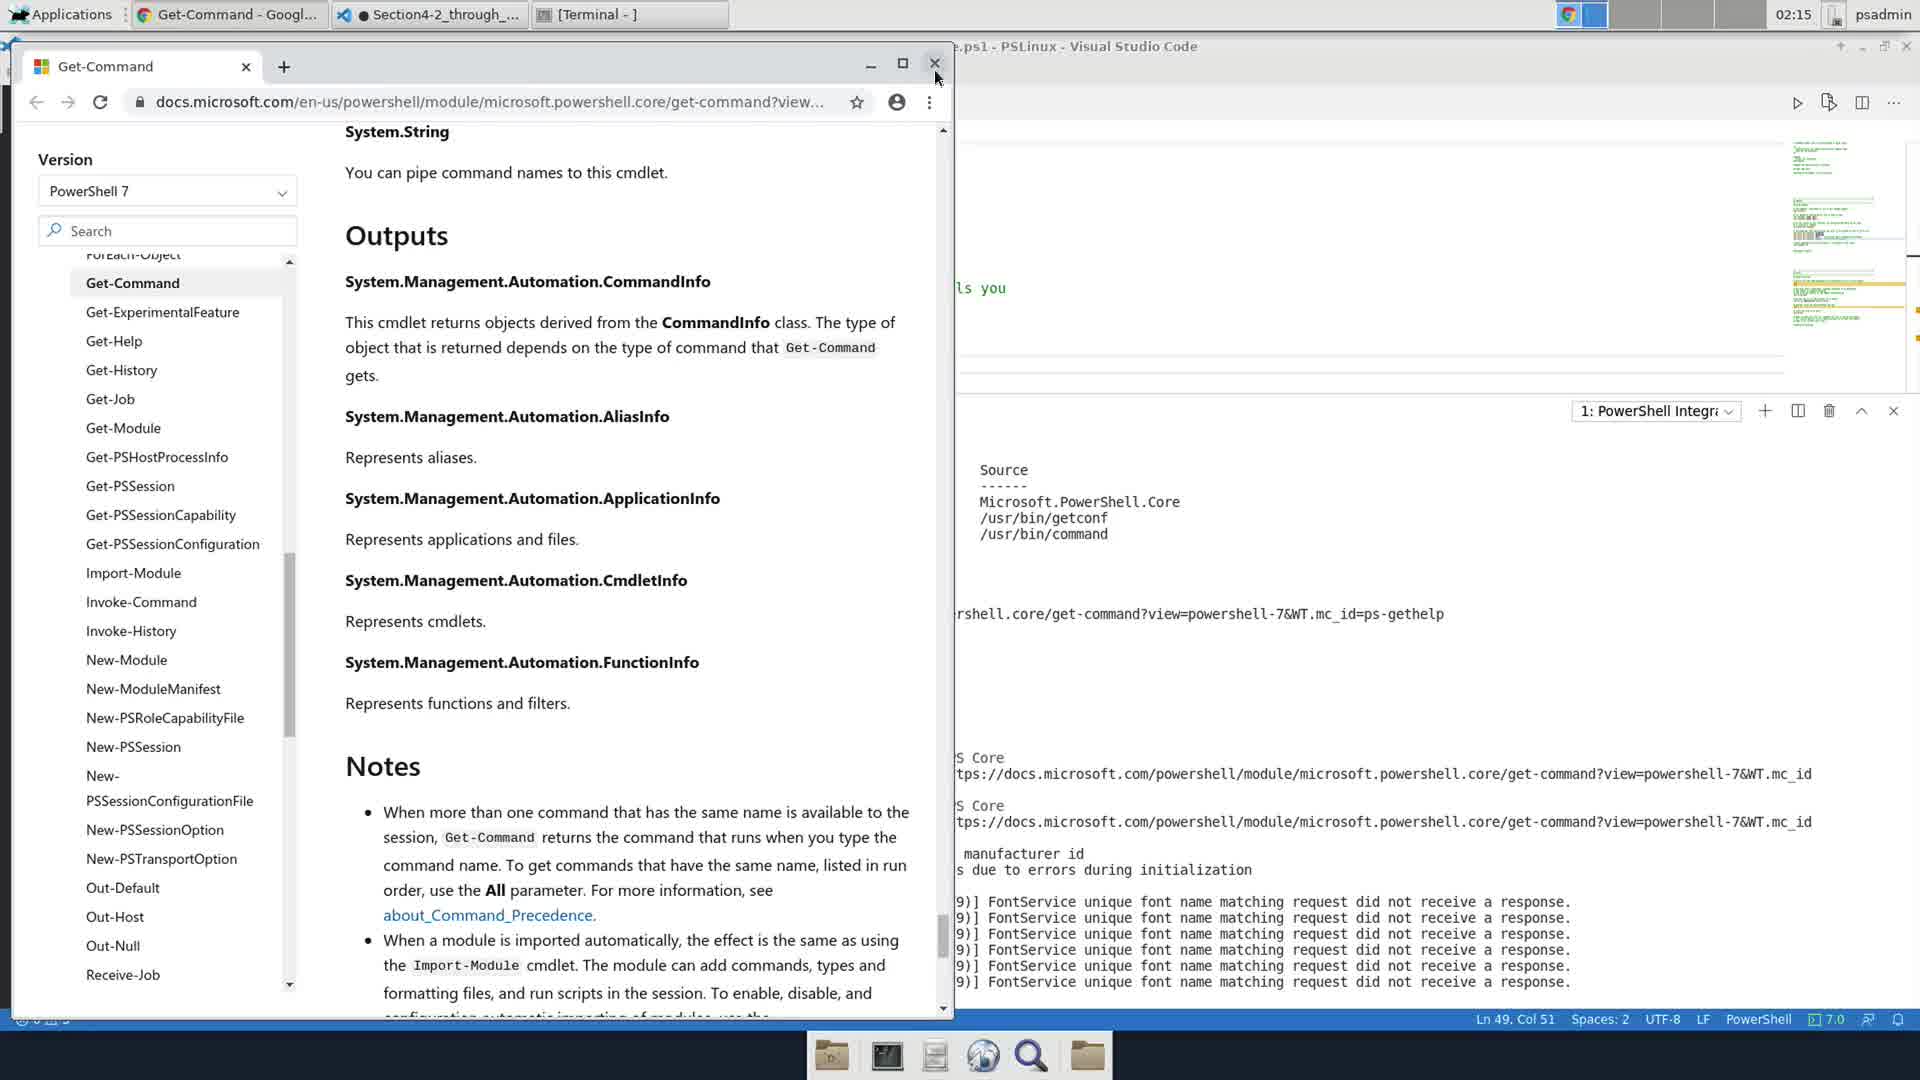 Applications
Get-Command - Googl...
● Section4-2_through_...
[Terminal - ]
02:15
psadmin
e.ps1 - PSLinux - Visual Studio Code
Get-Command
docs.microsoft.com/en-us/powershell/module/microsoft.powershell.core/get-command?view...
Version
PowerShell 7
Search
ForEach-Object
Get-Command
Get-ExperimentalFeature
Get-Help
Get-History
Get-Job
Get-Module
Get-PSHostProcessInfo
Get-PSSession
Get-PSSessionCapability
Get-PSSessionConfiguration
Import-Module
Invoke-Command
Invoke-History
New-Module
New-ModuleManifest
New-PSRoleCapabilityFile
New-PSSession
New-
PSSessionConfigurationFile
New-PSSessionOption
New-PSTransportOption
Out-Default
Out-Host
Out-Null
Receive-Job
System.String
You can pipe command names to this cmdlet.
Outputs
System.Management.Automation.CommandInfo
This cmdlet returns objects derived from the CommandInfo class. The type of
object that is returned depends on the type of command that Get-Command
gets.
System.Management.Automation.AliasInfo
Represents aliases.
System.Management.Automation.ApplicationInfo
Represents applications and files.
System.Management.Automation.CmdletInfo
Represents cmdlets.
System.Management.Automation.FunctionInfo
Represents functions and filters.
Notes
• When more than one command that has the same name is available to the
session, Get-Command returns the command that runs when you type the
command name. To get commands that have the same name, listed in run
order, use the All parameter. For more information, see
about_Command_Precedence.
• When a module is imported automatically, the effect is the same as using
the Import-Module cmdlet. The module can add commands, types and
formatting files, and run scripts in the session. To enable, disable, and
ls you
1: PowerShell Integra
Source
------
Microsoft.PowerShell.Core
/usr/bin/getconf
/usr/bin/command
rshell.core/get-command?view=powershell-7&WT.mc_id=ps-gethelp
PS Core
tps://docs.microsoft.com/powershell/module/microsoft.powershell.core/get-command?view=powershell-7&WT.mc_id
PS Core
tps://docs.microsoft.com/powershell/module/microsoft.powershell.core/get-command?view=powershell-7&WT.mc_id
manufacturer id
s due to errors during initialization
9)] FontService unique font name matching request did not receive a response.
9)] FontService unique font name matching request did not receive a response.
9)] FontService unique font name matching request did not receive a response.
9)] FontService unique font name matching request did not receive a response.
9)] FontService unique font name matching request did not receive a response.
9)] FontService unique font name matching request did not receive a response.
Ln 49, Col 51
Spaces: 2
UTF-8
LF
PowerShell
7.0